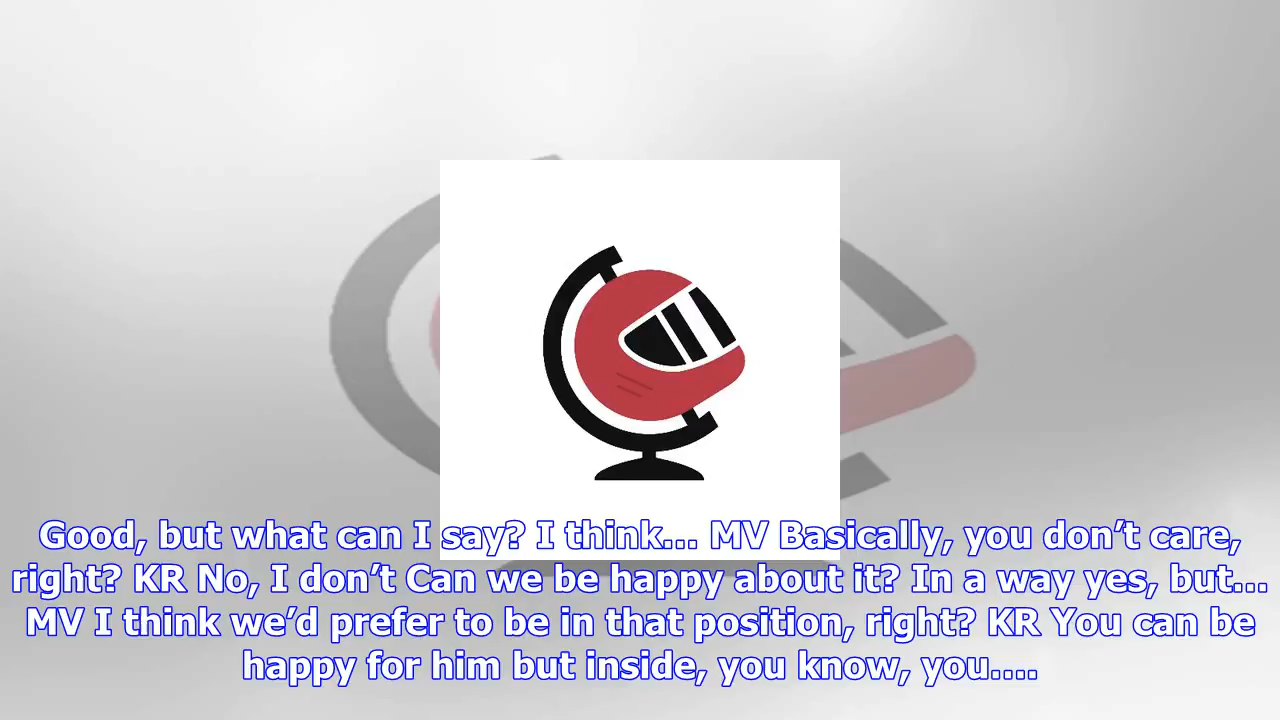 Good, but what can I say? I think... MV Basically, you don’t care,
right? KR No, I don’t Can we be happy about it? In a way yes, but...
MV I think we’d prefer to be in that position, right? KR You can be
happy for him but inside, you know, you....